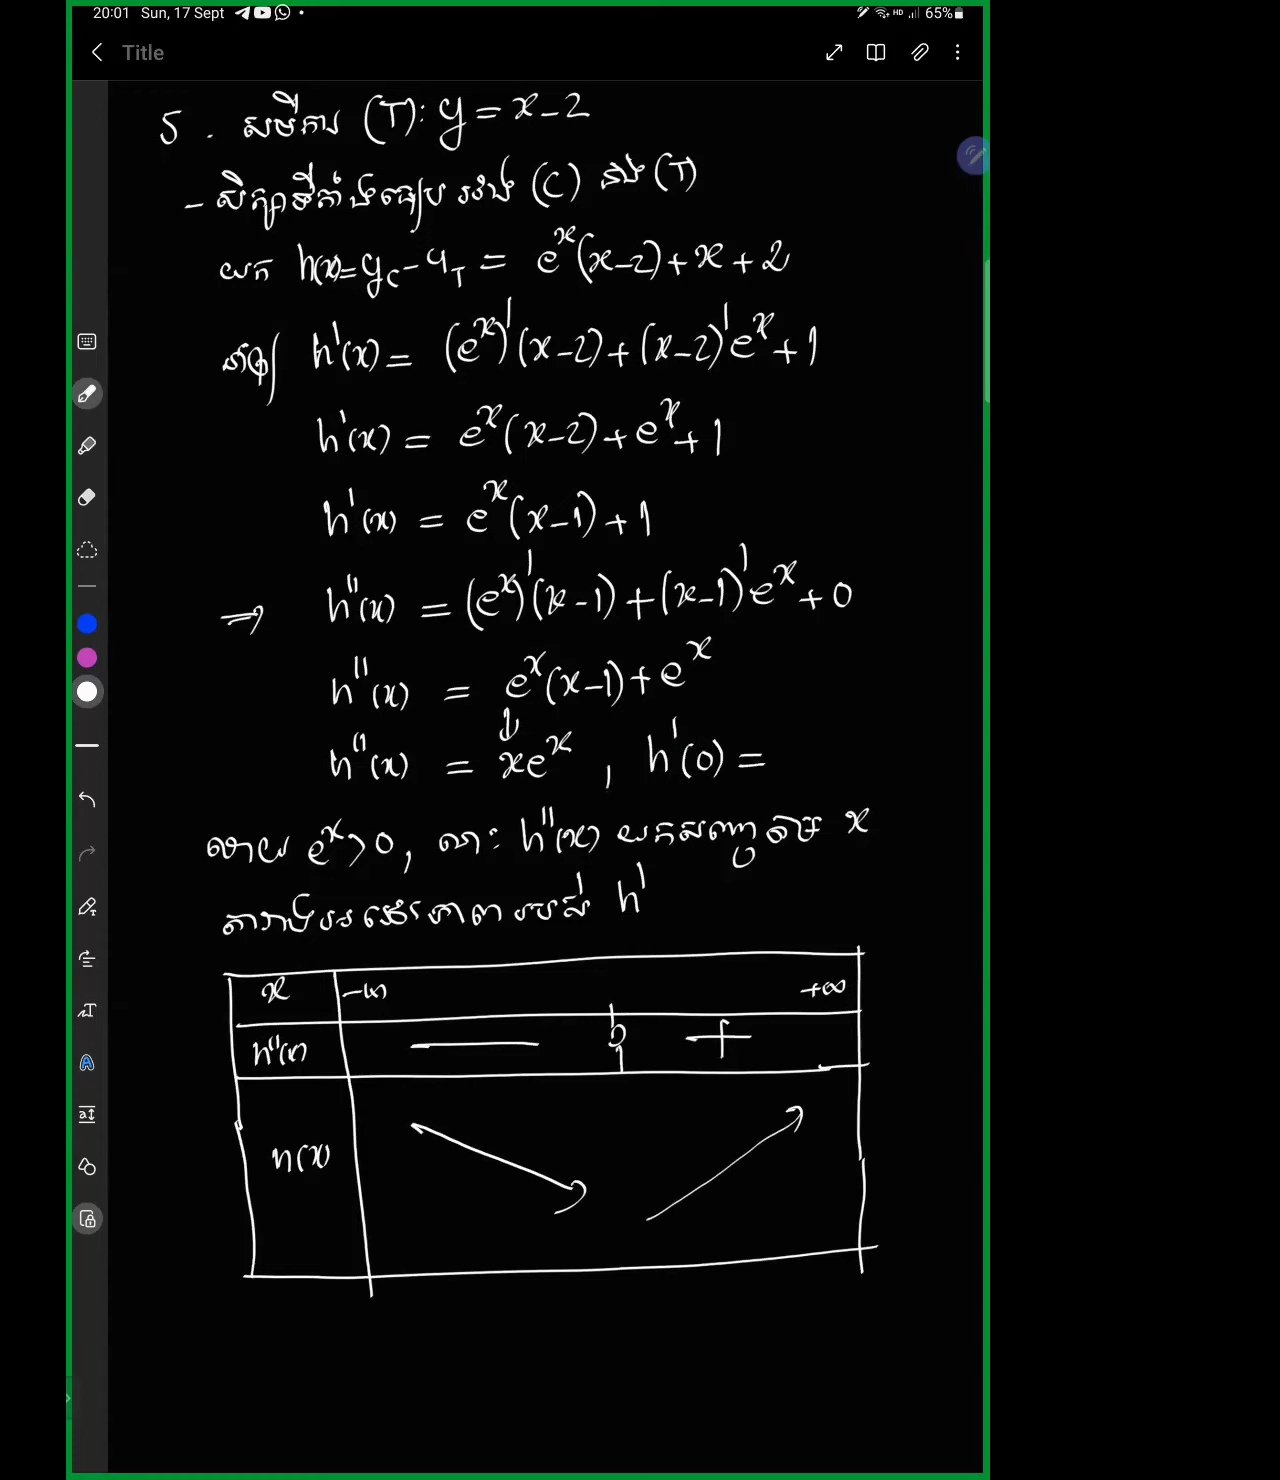 20:01 Sun, 17 Sept
65%
Title
5 . សមីការ (T): y = x - 2
- សិក្សាទីតាំងធៀបរវាង (C) និង (T)
យក h(x) = y_C - y_T = e^x(x-2) + x + 2
នាំឲ្យ h'(x) = (e^x)'(x-2) + (x-2)'e^x + 1
h'(x) = e^x(x-2) + e^x + 1
h'(x) = e^x(x-1) + 1
⇒ h''(x) = (e^x)'(x-1) + (x-1)'e^x + 0
h''(x) = e^x(x-1) + e^x
h''(x) = xe^x , h'(0) =
ដោយ e^x > 0, នោះ h''(x) យកសញ្ញាតាម x
តារាងអថេរភាពរបស់ h'
x -∞ +∞
h''(x) — 0 +
h(x)